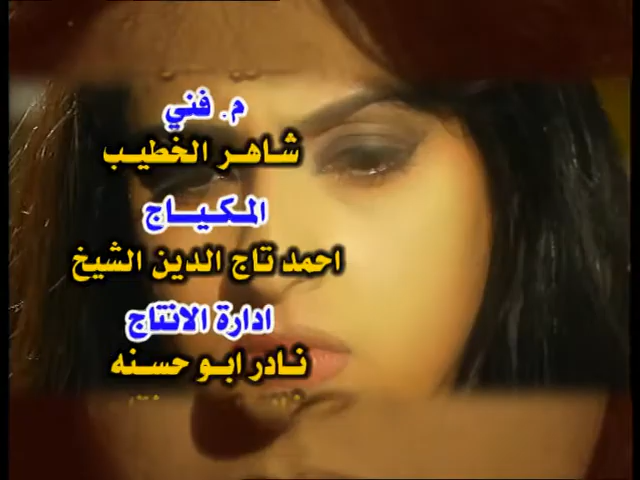 م. فني
شاهر الخطيب
المكياج
احمد تاج الدين الشيخ
ادارة الانتاج
نادر ابو حسنه